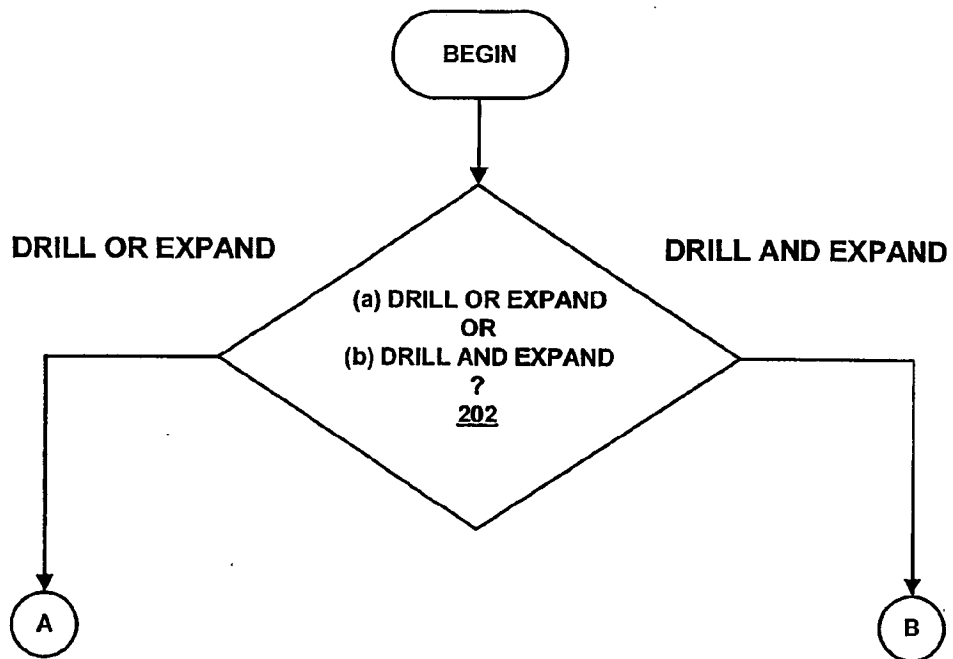 BEGIN
DRILL OR EXPAND
DRILL AND EXPAND
(a) DRILL OR EXPAND
OR
(b) DRILL AND EXPAND
?
202
A
B